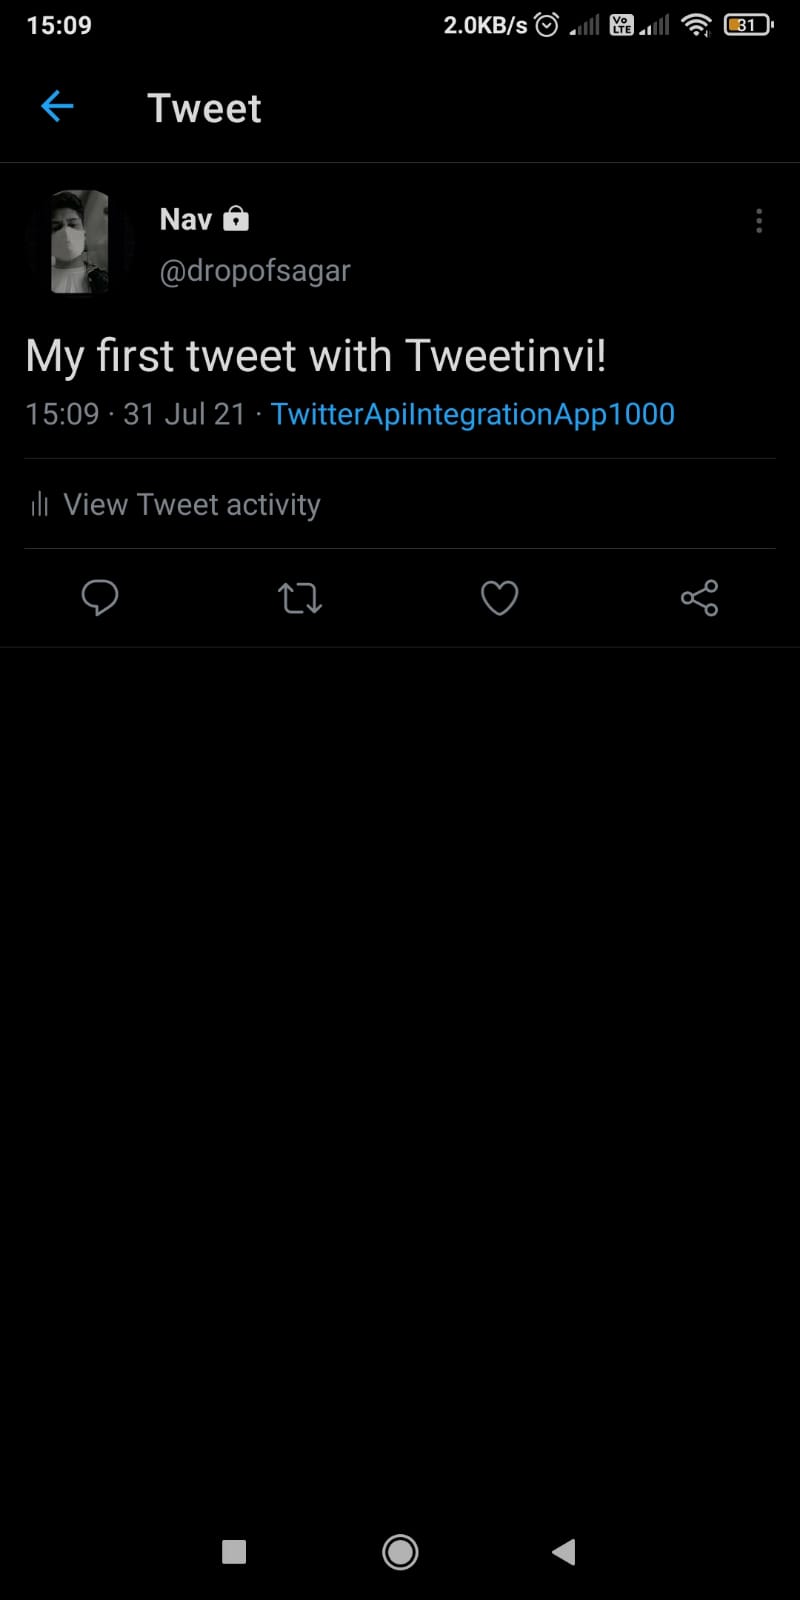 15:09 2.0KB/s Vo LTE 31
Tweet
Nav
@dropofsagar
My first tweet with Tweetinvi!
15:09 · 31 Jul 21 · TwitterApiIntegrationApp1000
View Tweet activity